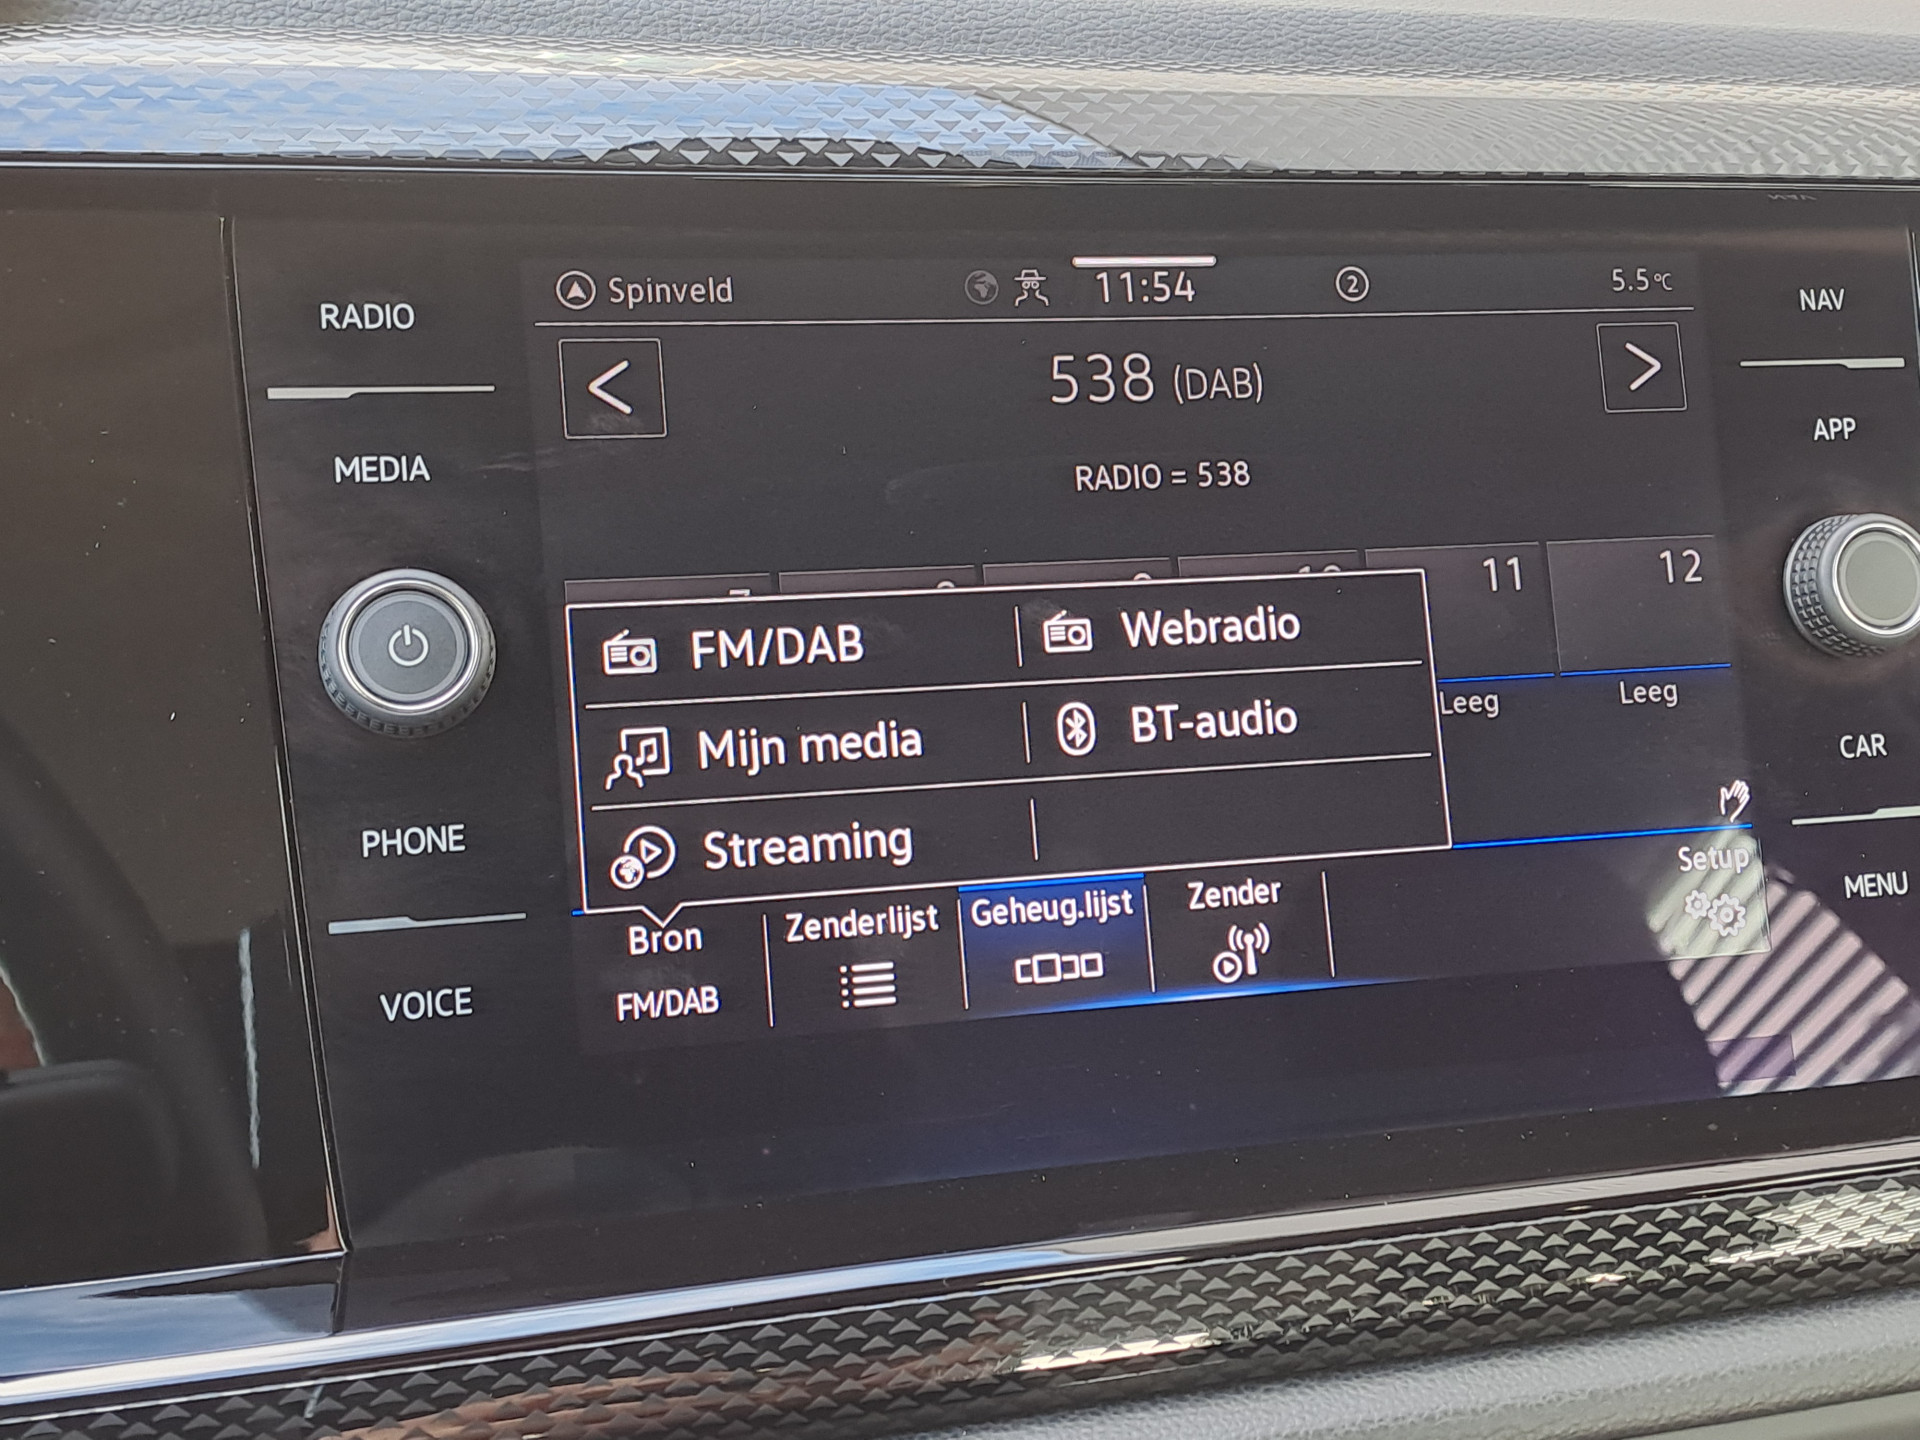 RADIO
MEDIA
PHONE
VOICE
Spinveld
11:54
2
5.5°C
<
538 (DAB)
>
RADIO = 538
11
12
Leeg
Leeg
FM/DAB
Webradio
Mijn media
BT-audio
Streaming
Bron
FM/DAB
Zenderlijst
Geheug.lijst
Zender
Setup
NAV
APP
CAR
MENU